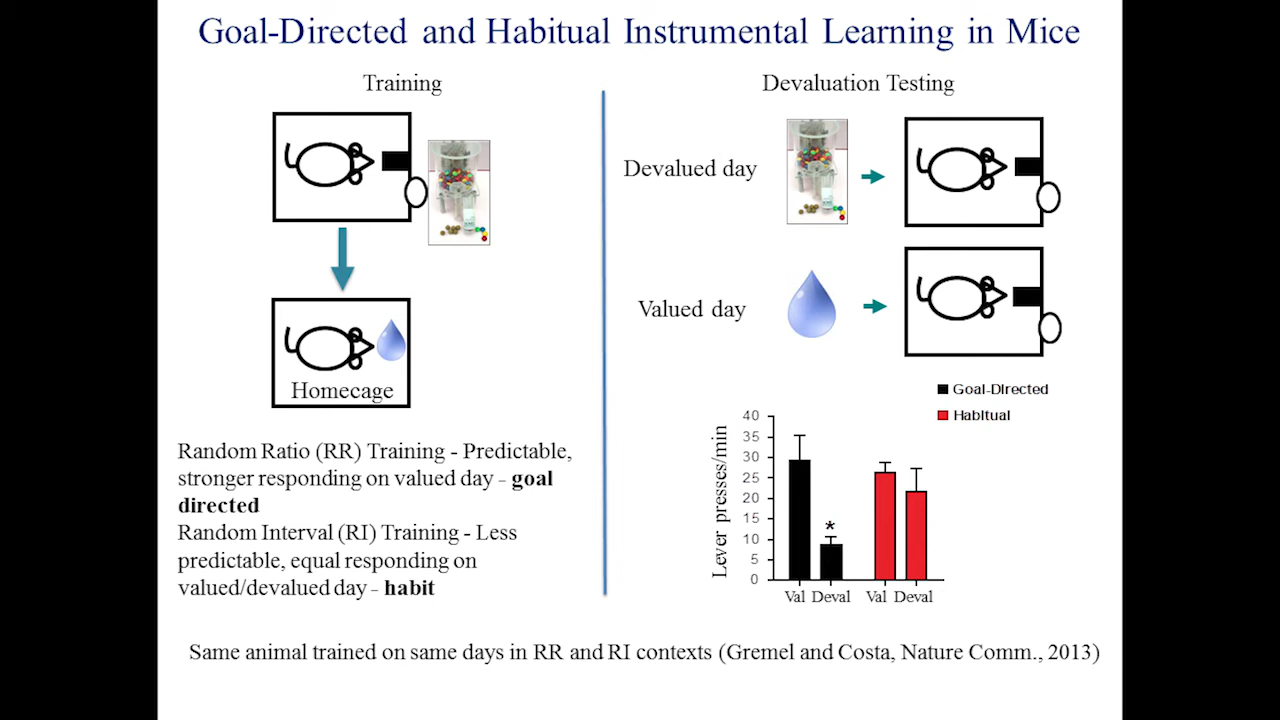 Goal-Directed and Habitual Instrumental Learning in Mice
Training
Homecage
Random Ratio (RR) Training - Predictable,
stronger responding on valued day - goal
directed
Random Interval (RI) Training - Less
predictable, equal responding on
valued/devalued day - habit
Devaluation Testing
Devalued day
Valued day
Goal-Directed
Habitual
Lever presses/min
40
35
30
25
20
15
10
5
0
*
Val Deval Val Deval
Same animal trained on same days in RR and RI contexts (Gremel and Costa, Nature Comm., 2013)